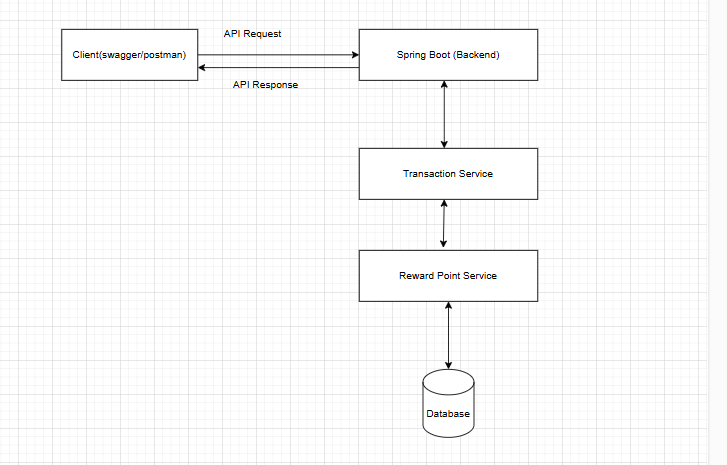 API Request
Client(swagger/postman)
Spring Boot (Backend)
API Response
Transaction Service
Reward Point Service
Database